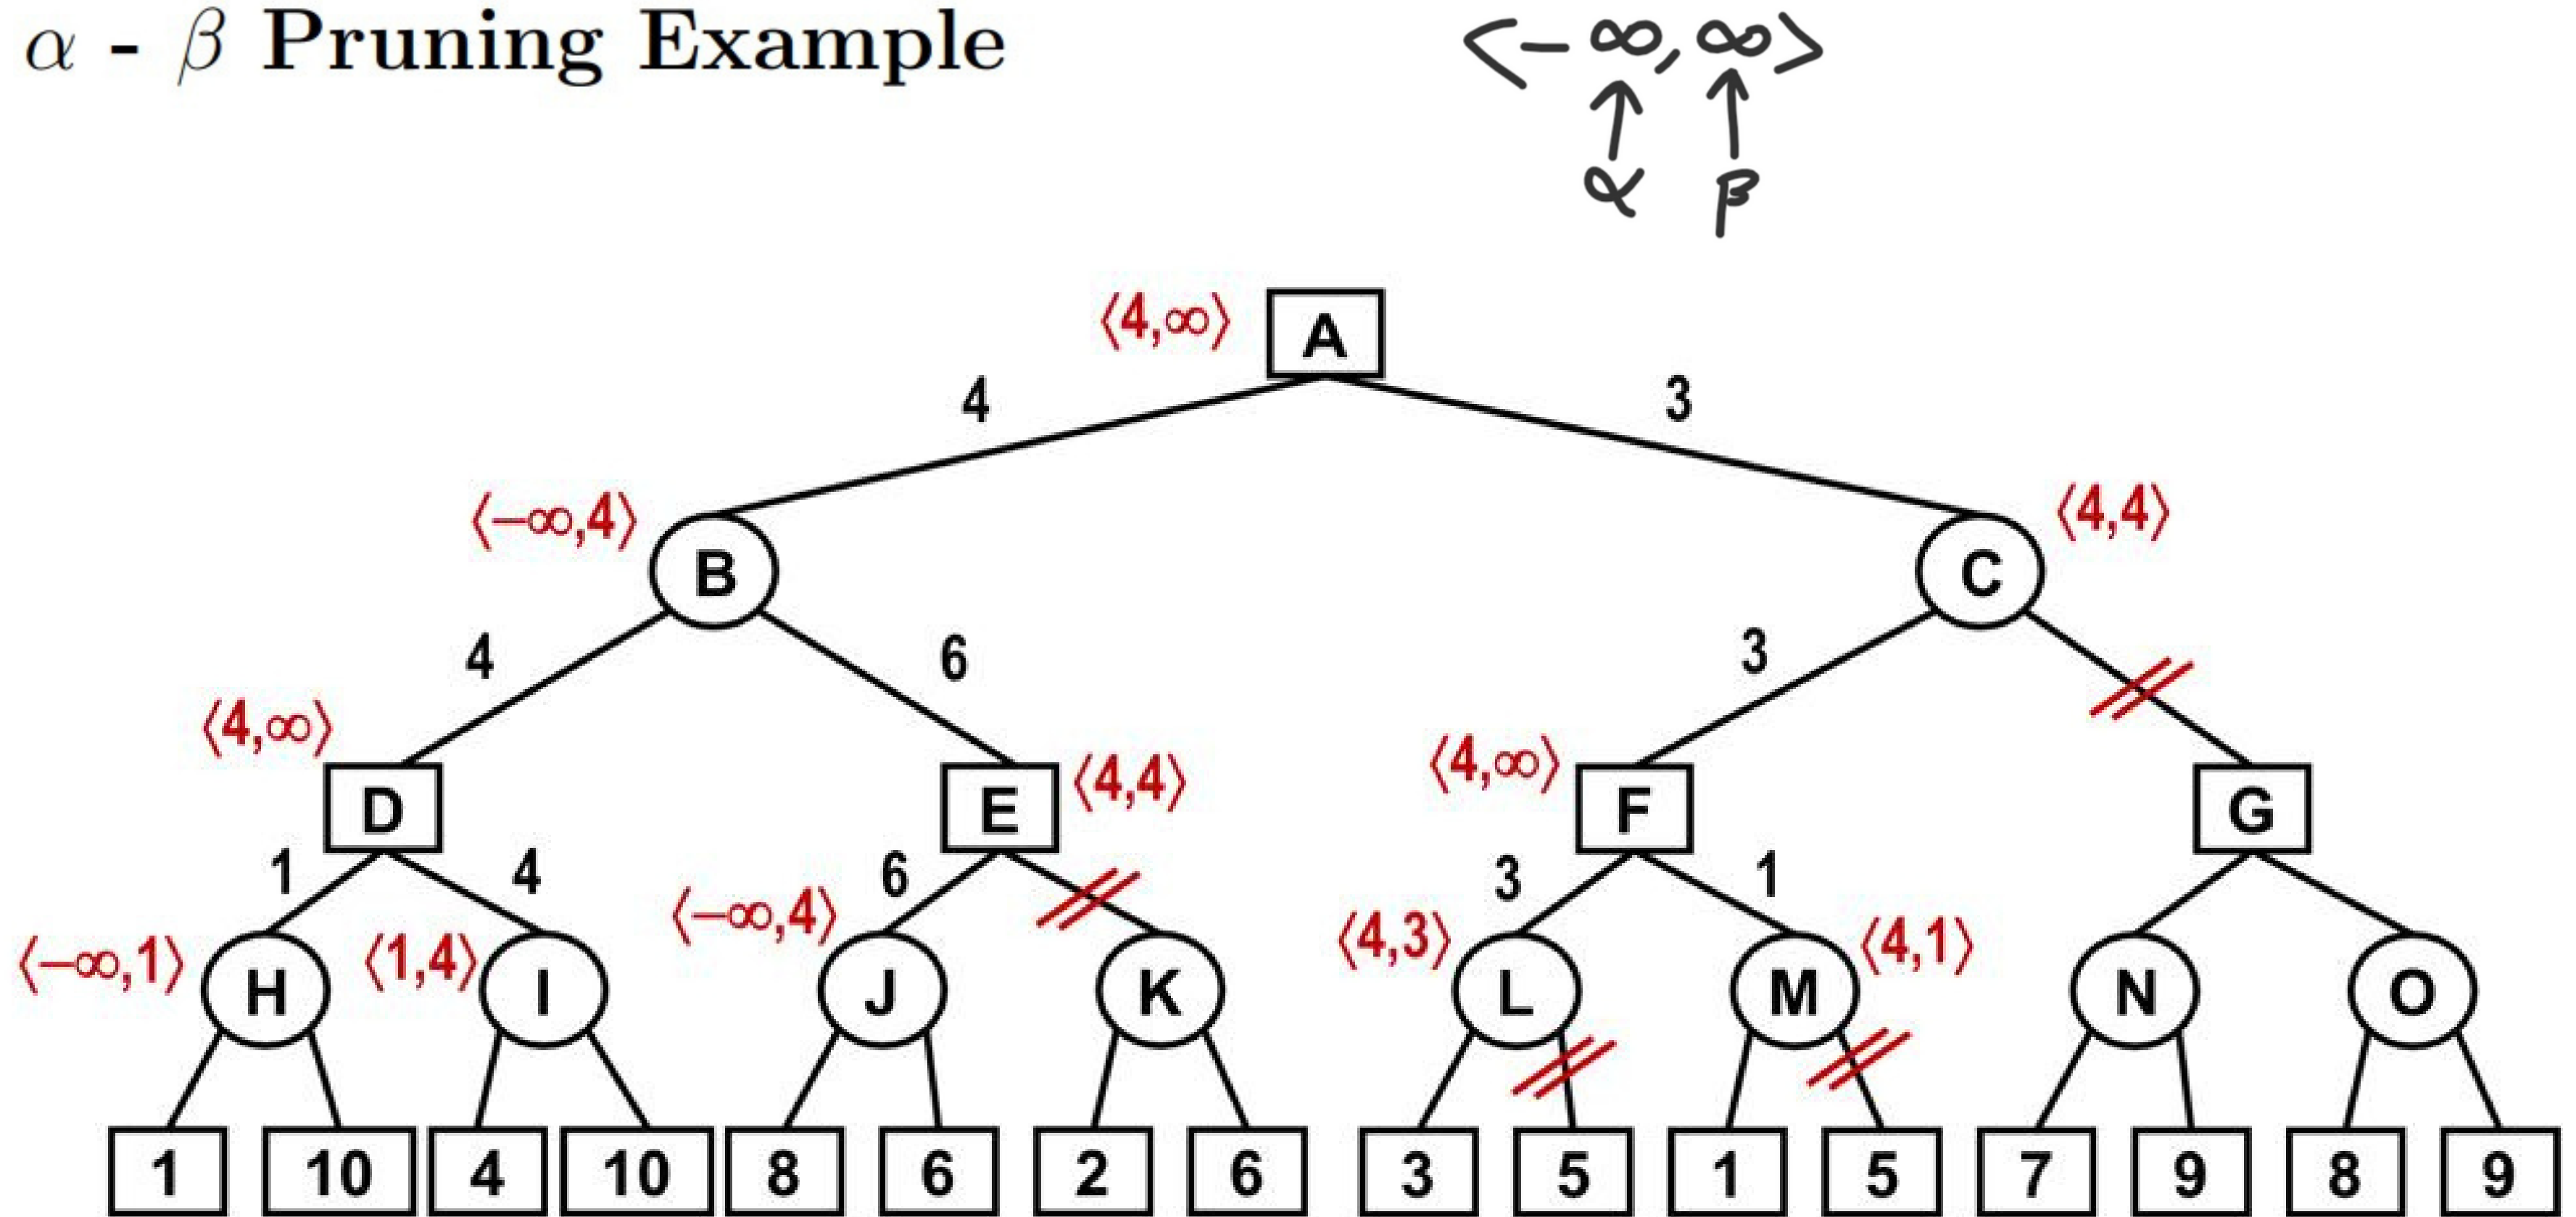 α - β Pruning Example
<-∞, ∞>
α β
⟨4,∞⟩ A
4 3
⟨−∞,4⟩ B C ⟨4,4⟩
4 6 3
⟨4,∞⟩ D E ⟨4,4⟩ ⟨4,∞⟩ F G
1 4 6 3 1
⟨−∞,1⟩ H ⟨1,4⟩ I ⟨−∞,4⟩ J K ⟨4,3⟩ L M ⟨4,1⟩ N O
1 10 4 10 8 6 2 6 3 5 1 5 7 9 8 9